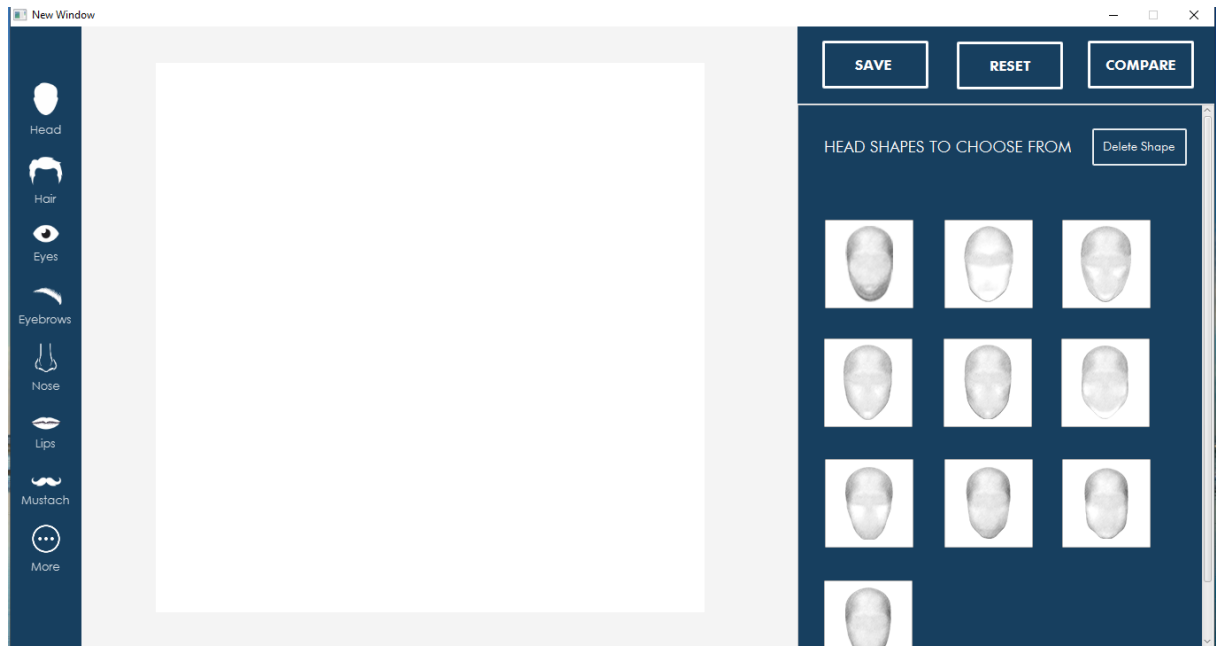 New Window
Head
Hair
Eyes
Eyebrows
Nose
Lips
Mustach
More
SAVE
RESET
COMPARE
HEAD SHAPES TO CHOOSE FROM
Delete Shape